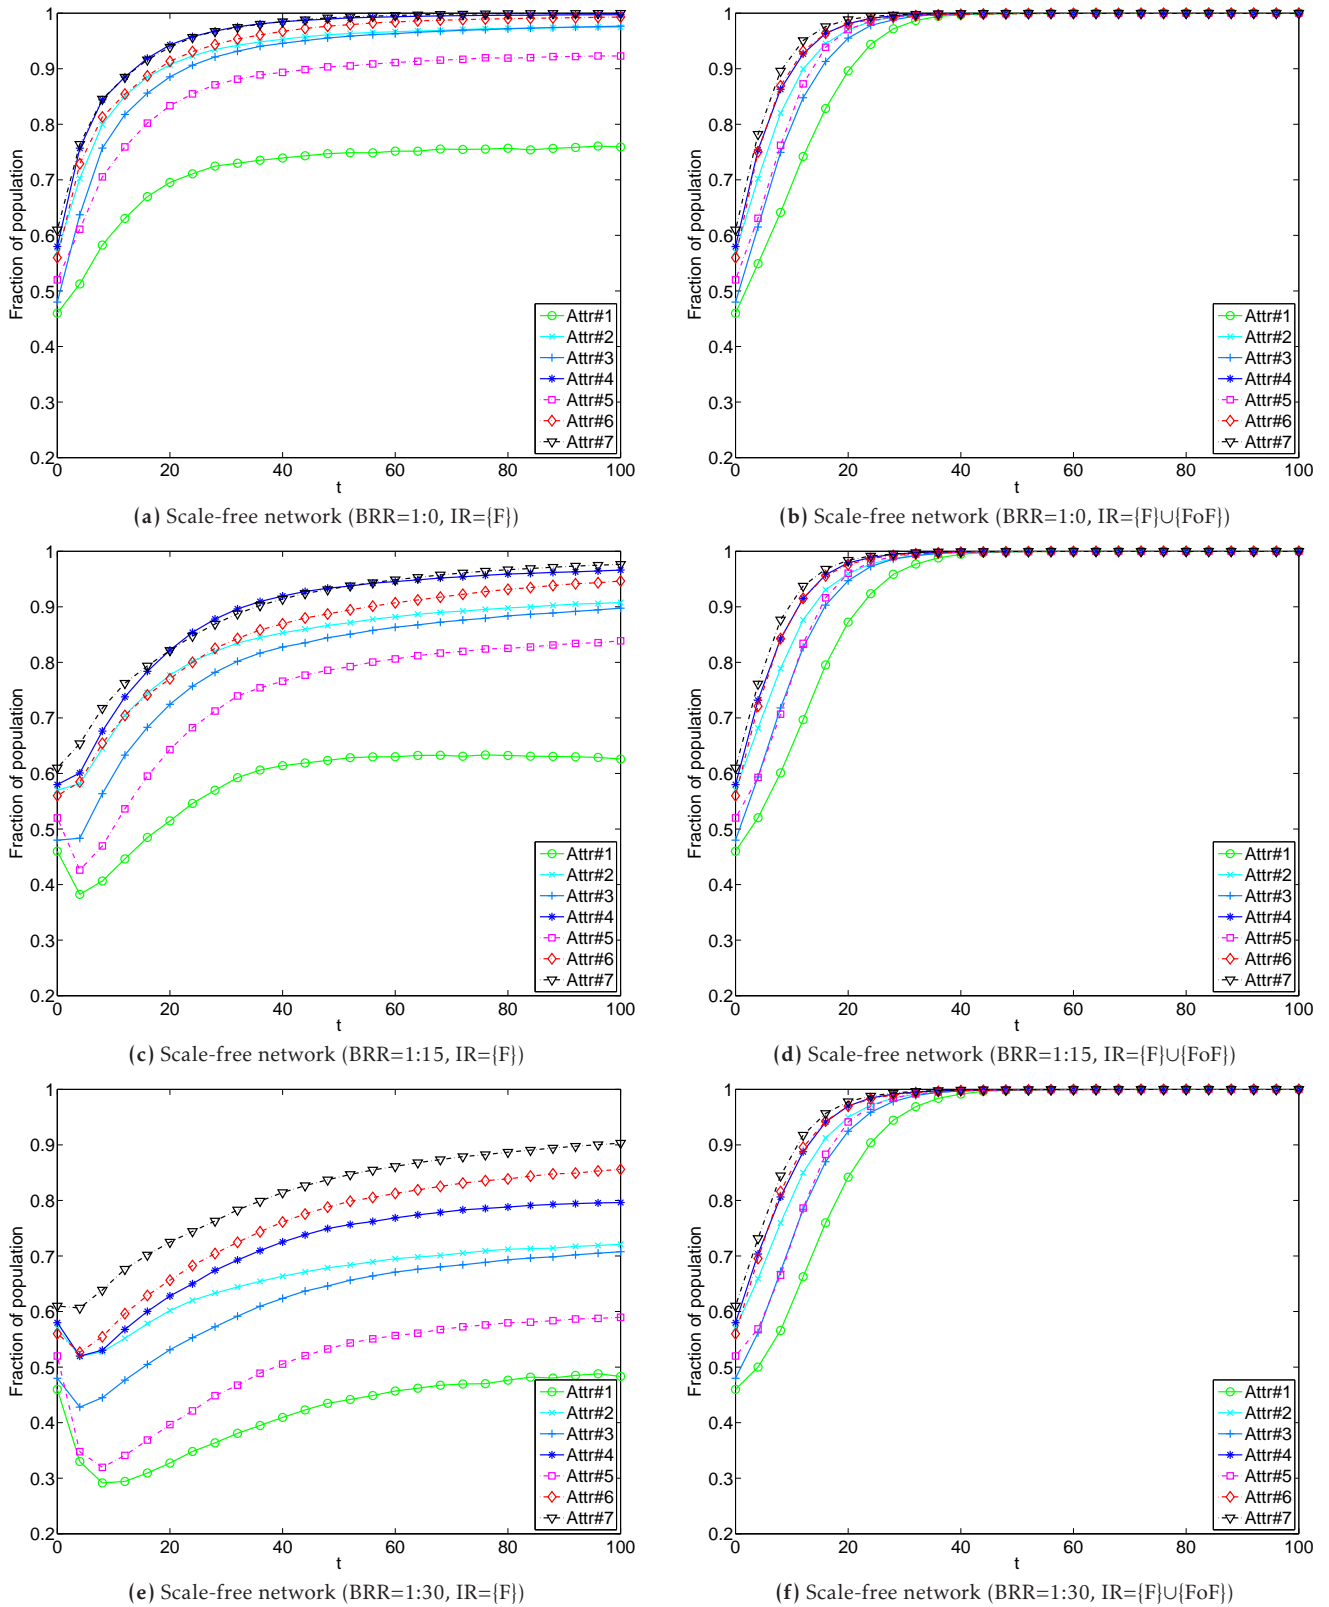 1
0.9
0.8
0.7
0.6
0.5
0.4
0.3
0.2
Fraction of population
0 20 40 60 80 100
t
Attr#1
Attr#2
Attr#3
Attr#4
Attr#5
Attr#6
Attr#7
(a) Scale-free network (BRR=1:0, IR={F})
1
0.9
0.8
0.7
0.6
0.5
0.4
0.3
0.2
Fraction of population
0 20 40 60 80 100
t
Attr#1
Attr#2
Attr#3
Attr#4
Attr#5
Attr#6
Attr#7
(b) Scale-free network (BRR=1:0, IR={F}∪{FoF})
1
0.9
0.8
0.7
0.6
0.5
0.4
0.3
0.2
Fraction of population
0 20 40 60 80 100
t
Attr#1
Attr#2
Attr#3
Attr#4
Attr#5
Attr#6
Attr#7
(c) Scale-free network (BRR=1:15, IR={F})
1
0.9
0.8
0.7
0.6
0.5
0.4
0.3
0.2
Fraction of population
0 20 40 60 80 100
t
Attr#1
Attr#2
Attr#3
Attr#4
Attr#5
Attr#6
Attr#7
(d) Scale-free network (BRR=1:15, IR={F}∪{FoF})
1
0.9
0.8
0.7
0.6
0.5
0.4
0.3
0.2
Fraction of population
0 20 40 60 80 100
t
Attr#1
Attr#2
Attr#3
Attr#4
Attr#5
Attr#6
Attr#7
(e) Scale-free network (BRR=1:30, IR={F})
1
0.9
0.8
0.7
0.6
0.5
0.4
0.3
0.2
Fraction of population
0 20 40 60 80 100
t
Attr#1
Attr#2
Attr#3
Attr#4
Attr#5
Attr#6
Attr#7
(f) Scale-free network (BRR=1:30, IR={F}∪{FoF})